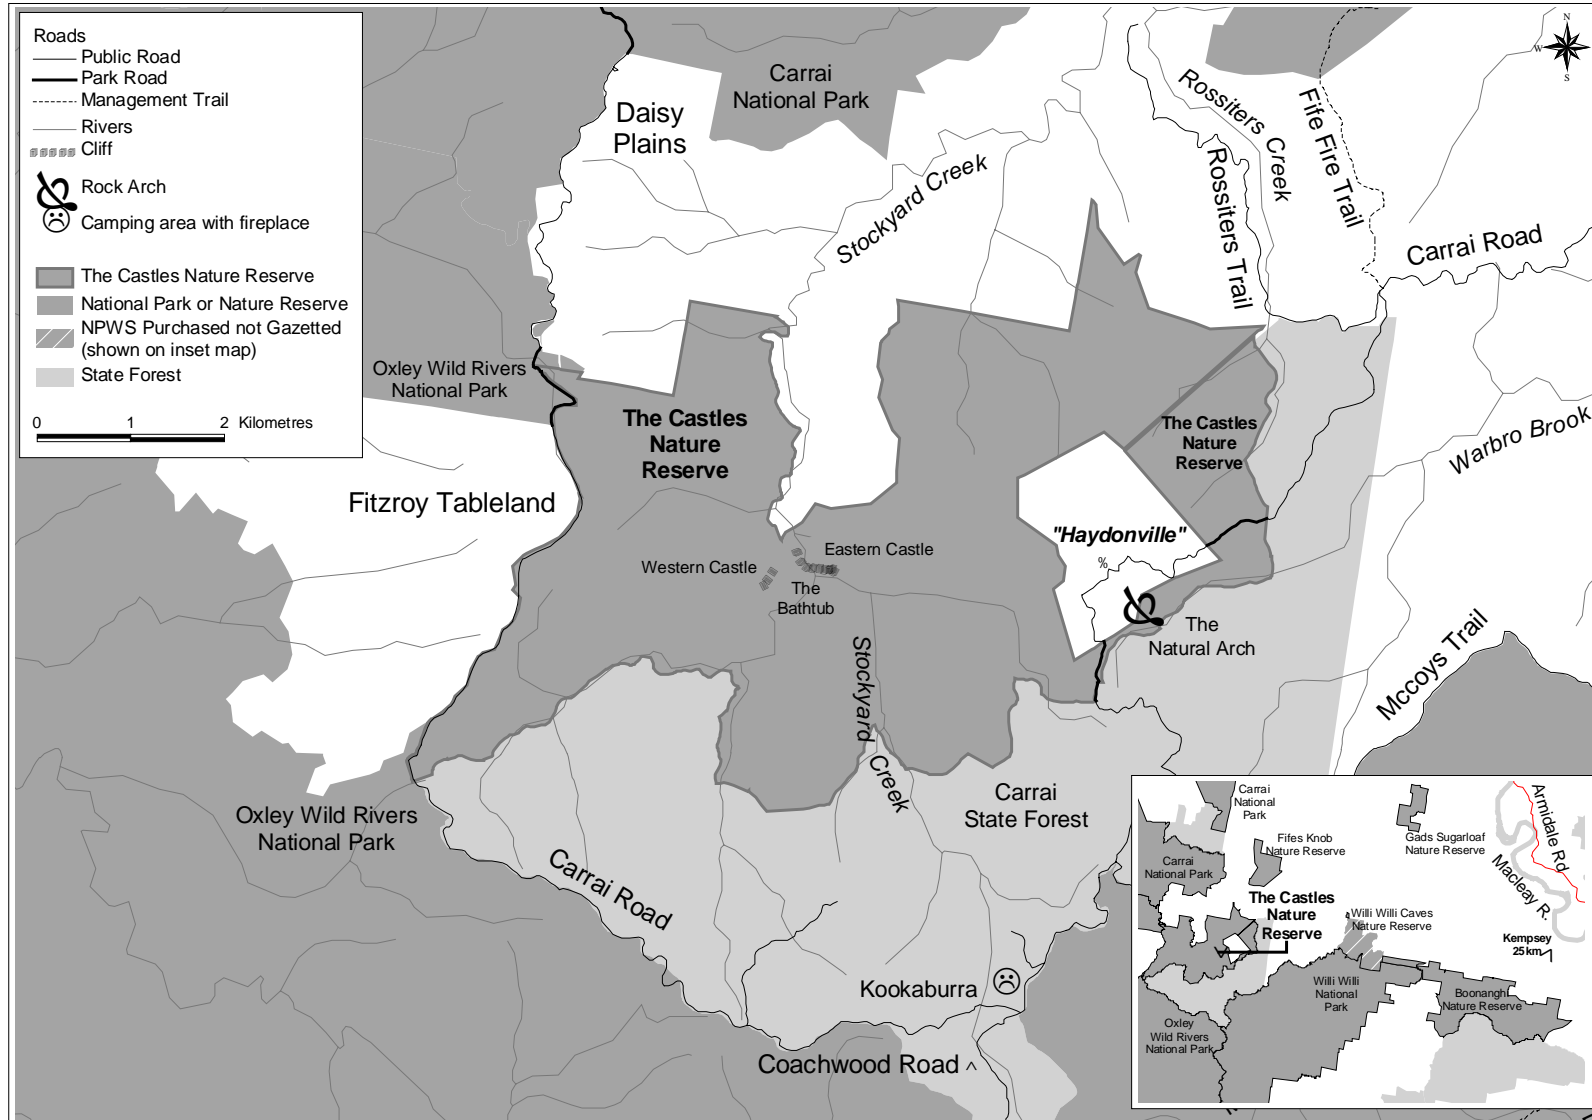 Roads
Public Road
Park Road
Management Trail
Rivers
Cliff
Rock Arch
Camping area with fireplace
The Castles Nature Reserve
National Park or Nature Reserve
NPWS Purchased not Gazetted
(shown on inset map)
State Forest
0 1 2 Kilometres
N
W E
S
Carrai
National Park
Daisy
Plains
Stockyard Creek
Rossiters Creek
Rossiters Trail
Fife Fire Trail
Carrai Road
Warbro Brook
Oxley Wild Rivers
National Park
The Castles
Nature
Reserve
The Castles
Nature
Reserve
Fitzroy Tableland
"Haydonville"
%
Western Castle
Eastern Castle
The
Bathtub
The
Natural Arch
Stockyard Creek
Mccoys Trail
Oxley Wild Rivers
National Park
Carrai
State Forest
Carrai Road
Kookaburra
Coachwood Road
^
Carrai
National
Park
Fifes Knob
Nature Reserve
Gads Sugarloaf
Nature Reserve
Armidale Rd
Macleay R.
Carrai
National Park
The Castles
Nature
Reserve
Willi Willi Caves
Nature Reserve
Kempsey
25 km
Willi Willi
National
Park
Boonanghi
Nature Reserve
Oxley
Wild Rivers
National Park